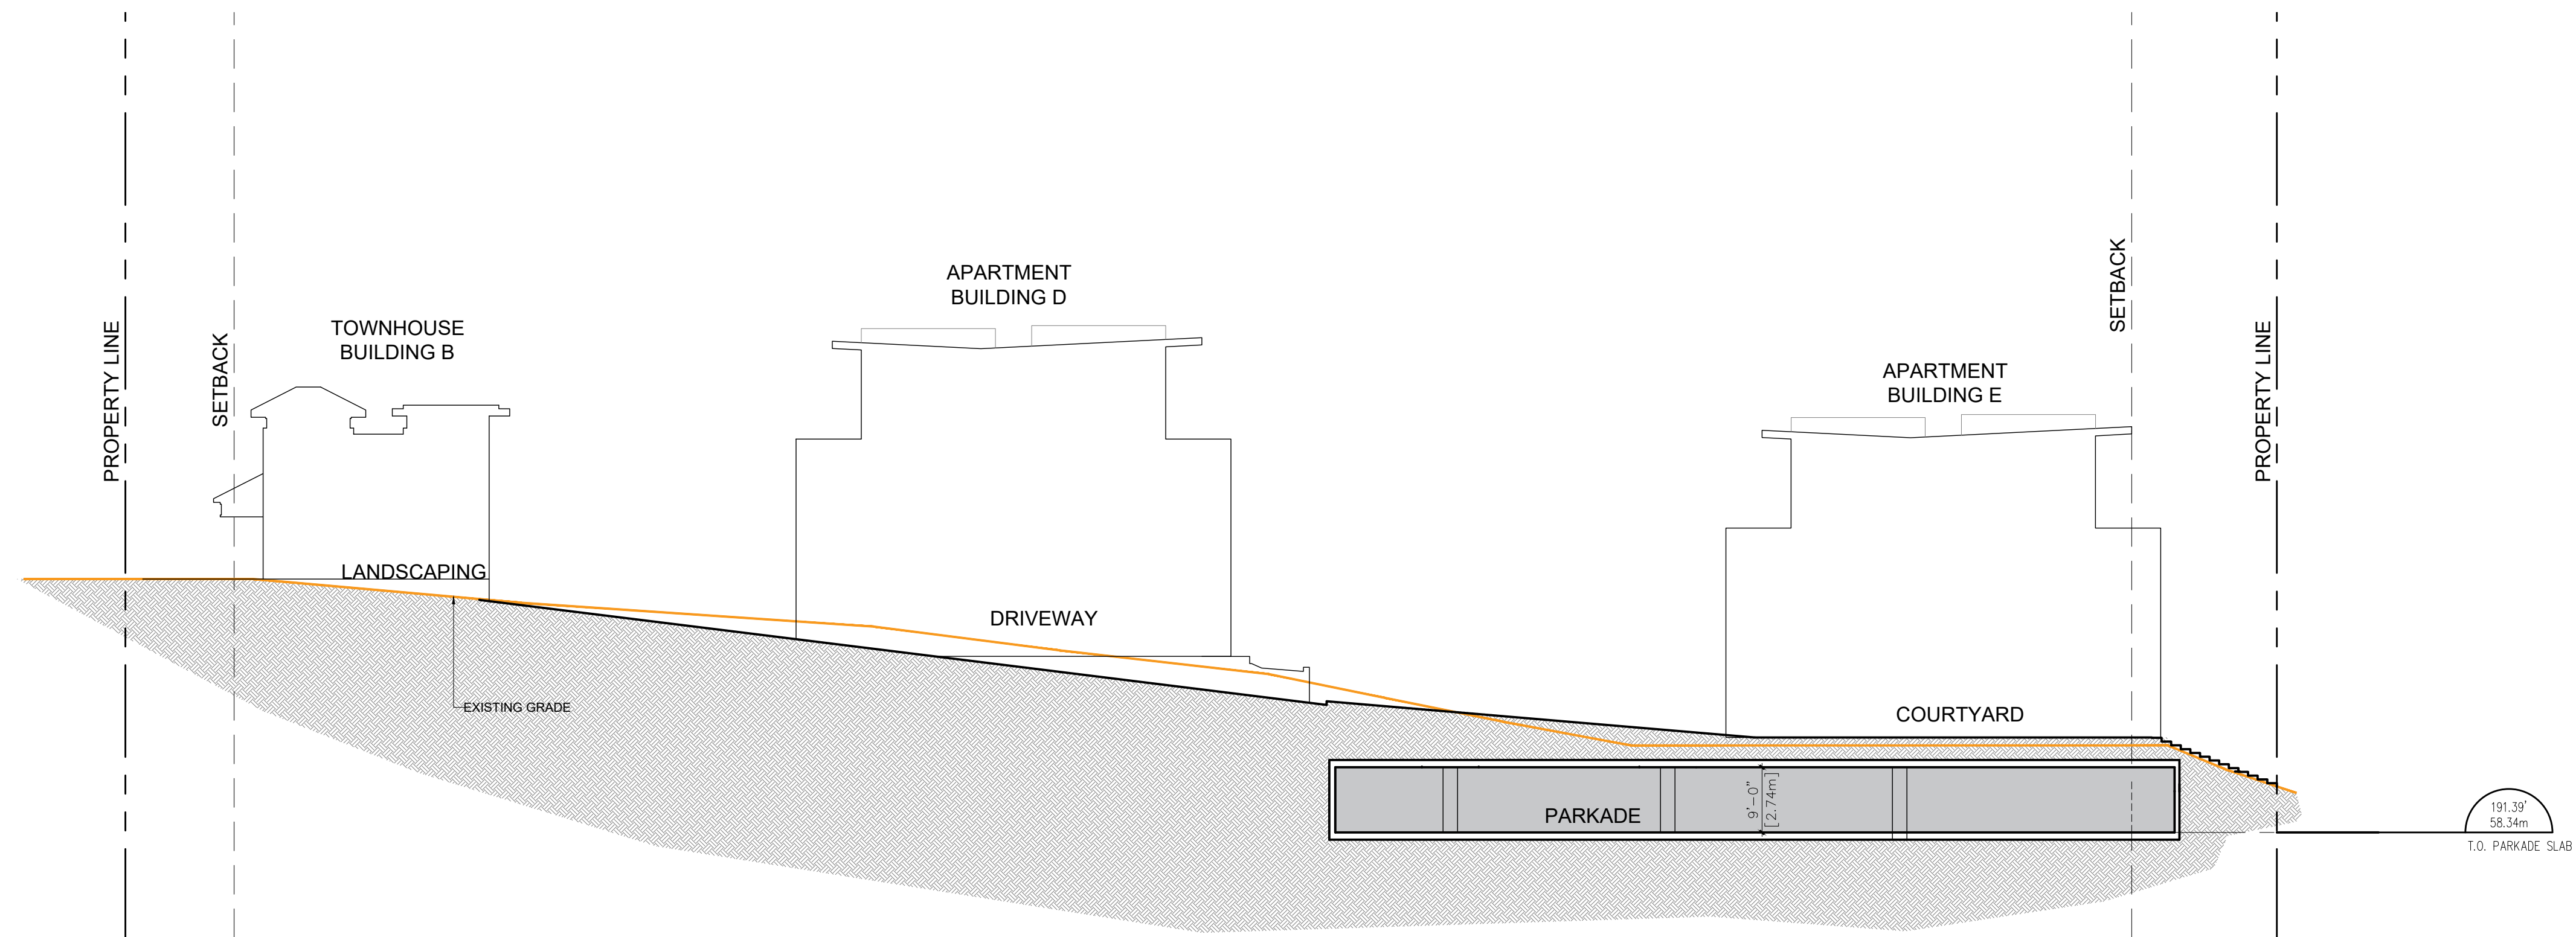 PROPERTY LINE
SETBACK
TOWNHOUSE
BUILDING B
APARTMENT
BUILDING D
APARTMENT
BUILDING E
SETBACK
PROPERTY LINE
LANDSCAPING
DRIVEWAY
EXISTING GRADE
COURTYARD
PARKADE
9'-0"
[2.74m]
191.39'
58.34m
T.O. PARKADE SLAB